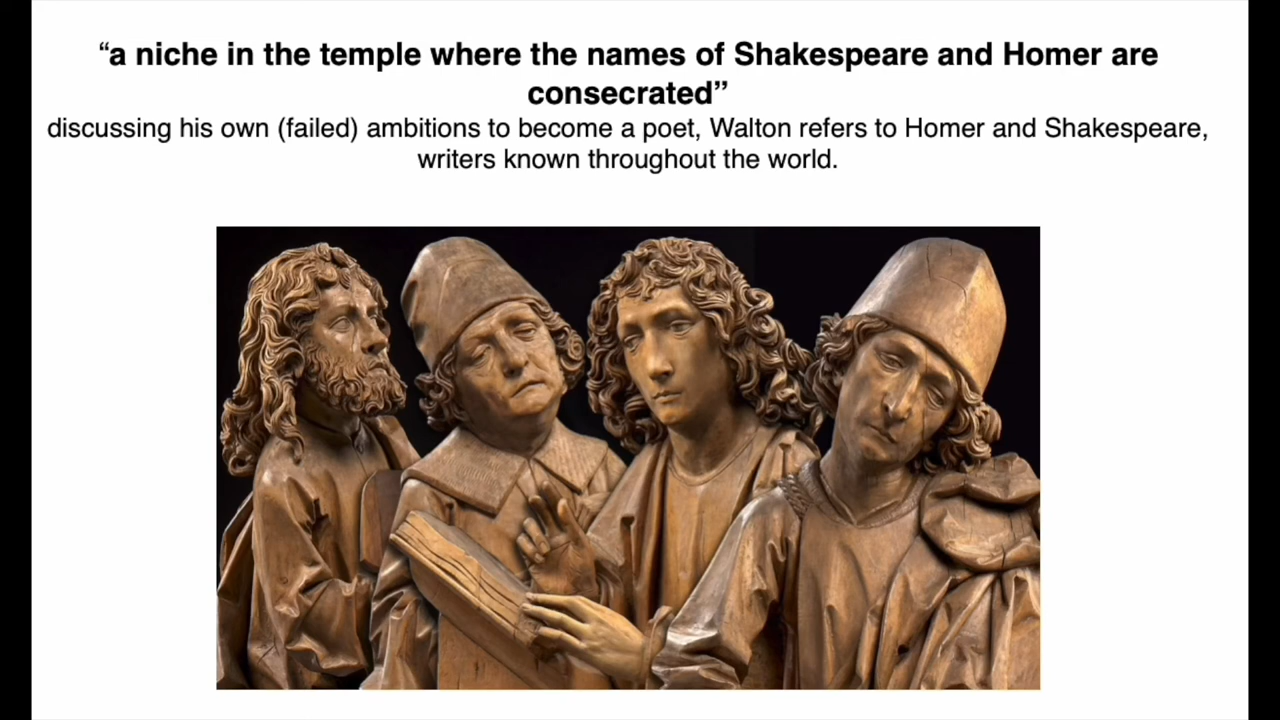 “a niche in the temple where the names of Shakespeare and Homer are
consecrated”
discussing his own (failed) ambitions to become a poet, Walton refers to Homer and Shakespeare,
writers known throughout the world.